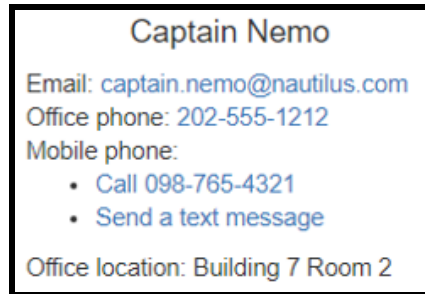 Captain Nemo
Email: captain.nemo@nautilus.com
Office phone: 202-555-1212
Mobile phone:
• Call 098-765-4321
• Send a text message
Office location: Building 7 Room 2